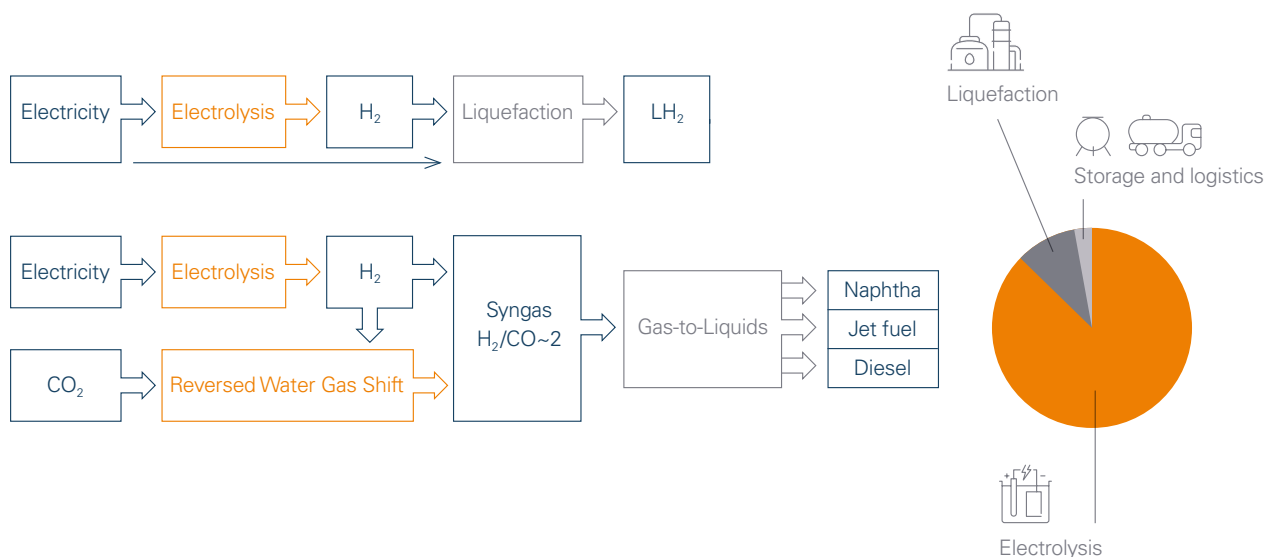 Liquefaction
Storage and logistics
Electricity
Electrolysis
H₂
Liquefaction
LH₂
Electricity
Electrolysis
H₂
Syngas
H₂/CO~2
Gas-to-Liquids
Naphtha
Jet fuel
Diesel
CO₂
Reversed Water Gas Shift
+ −
Electrolysis